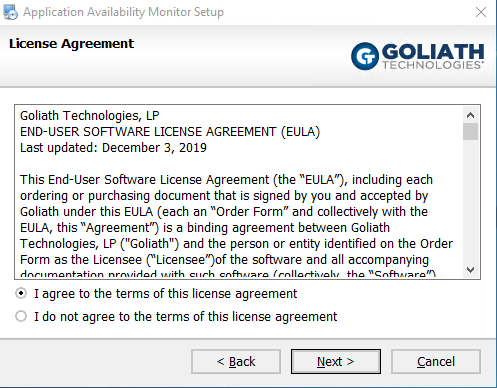 Application Availability Monitor Setup
License Agreement
GOLIATH
TECHNOLOGIES
Goliath Technologies, LP
END-USER SOFTWARE LICENSE AGREEMENT (EULA)
Last updated: December 3, 2019
This End-User Software License Agreement (the “EULA”), including each
ordering or purchasing document that is signed by you and accepted by
Goliath under this EULA (each an “Order Form” and collectively with the
EULA, this “Agreement”) is a binding agreement between Goliath
Technologies, LP ("Goliath") and the person or entity identified on the Order
Form as the Licensee (“Licensee”)of the software and all accompanying
documentation provided with such software (collectively, the “Software”).
I agree to the terms of this license agreement
I do not agree to the terms of this license agreement
< Back
Next >
Cancel